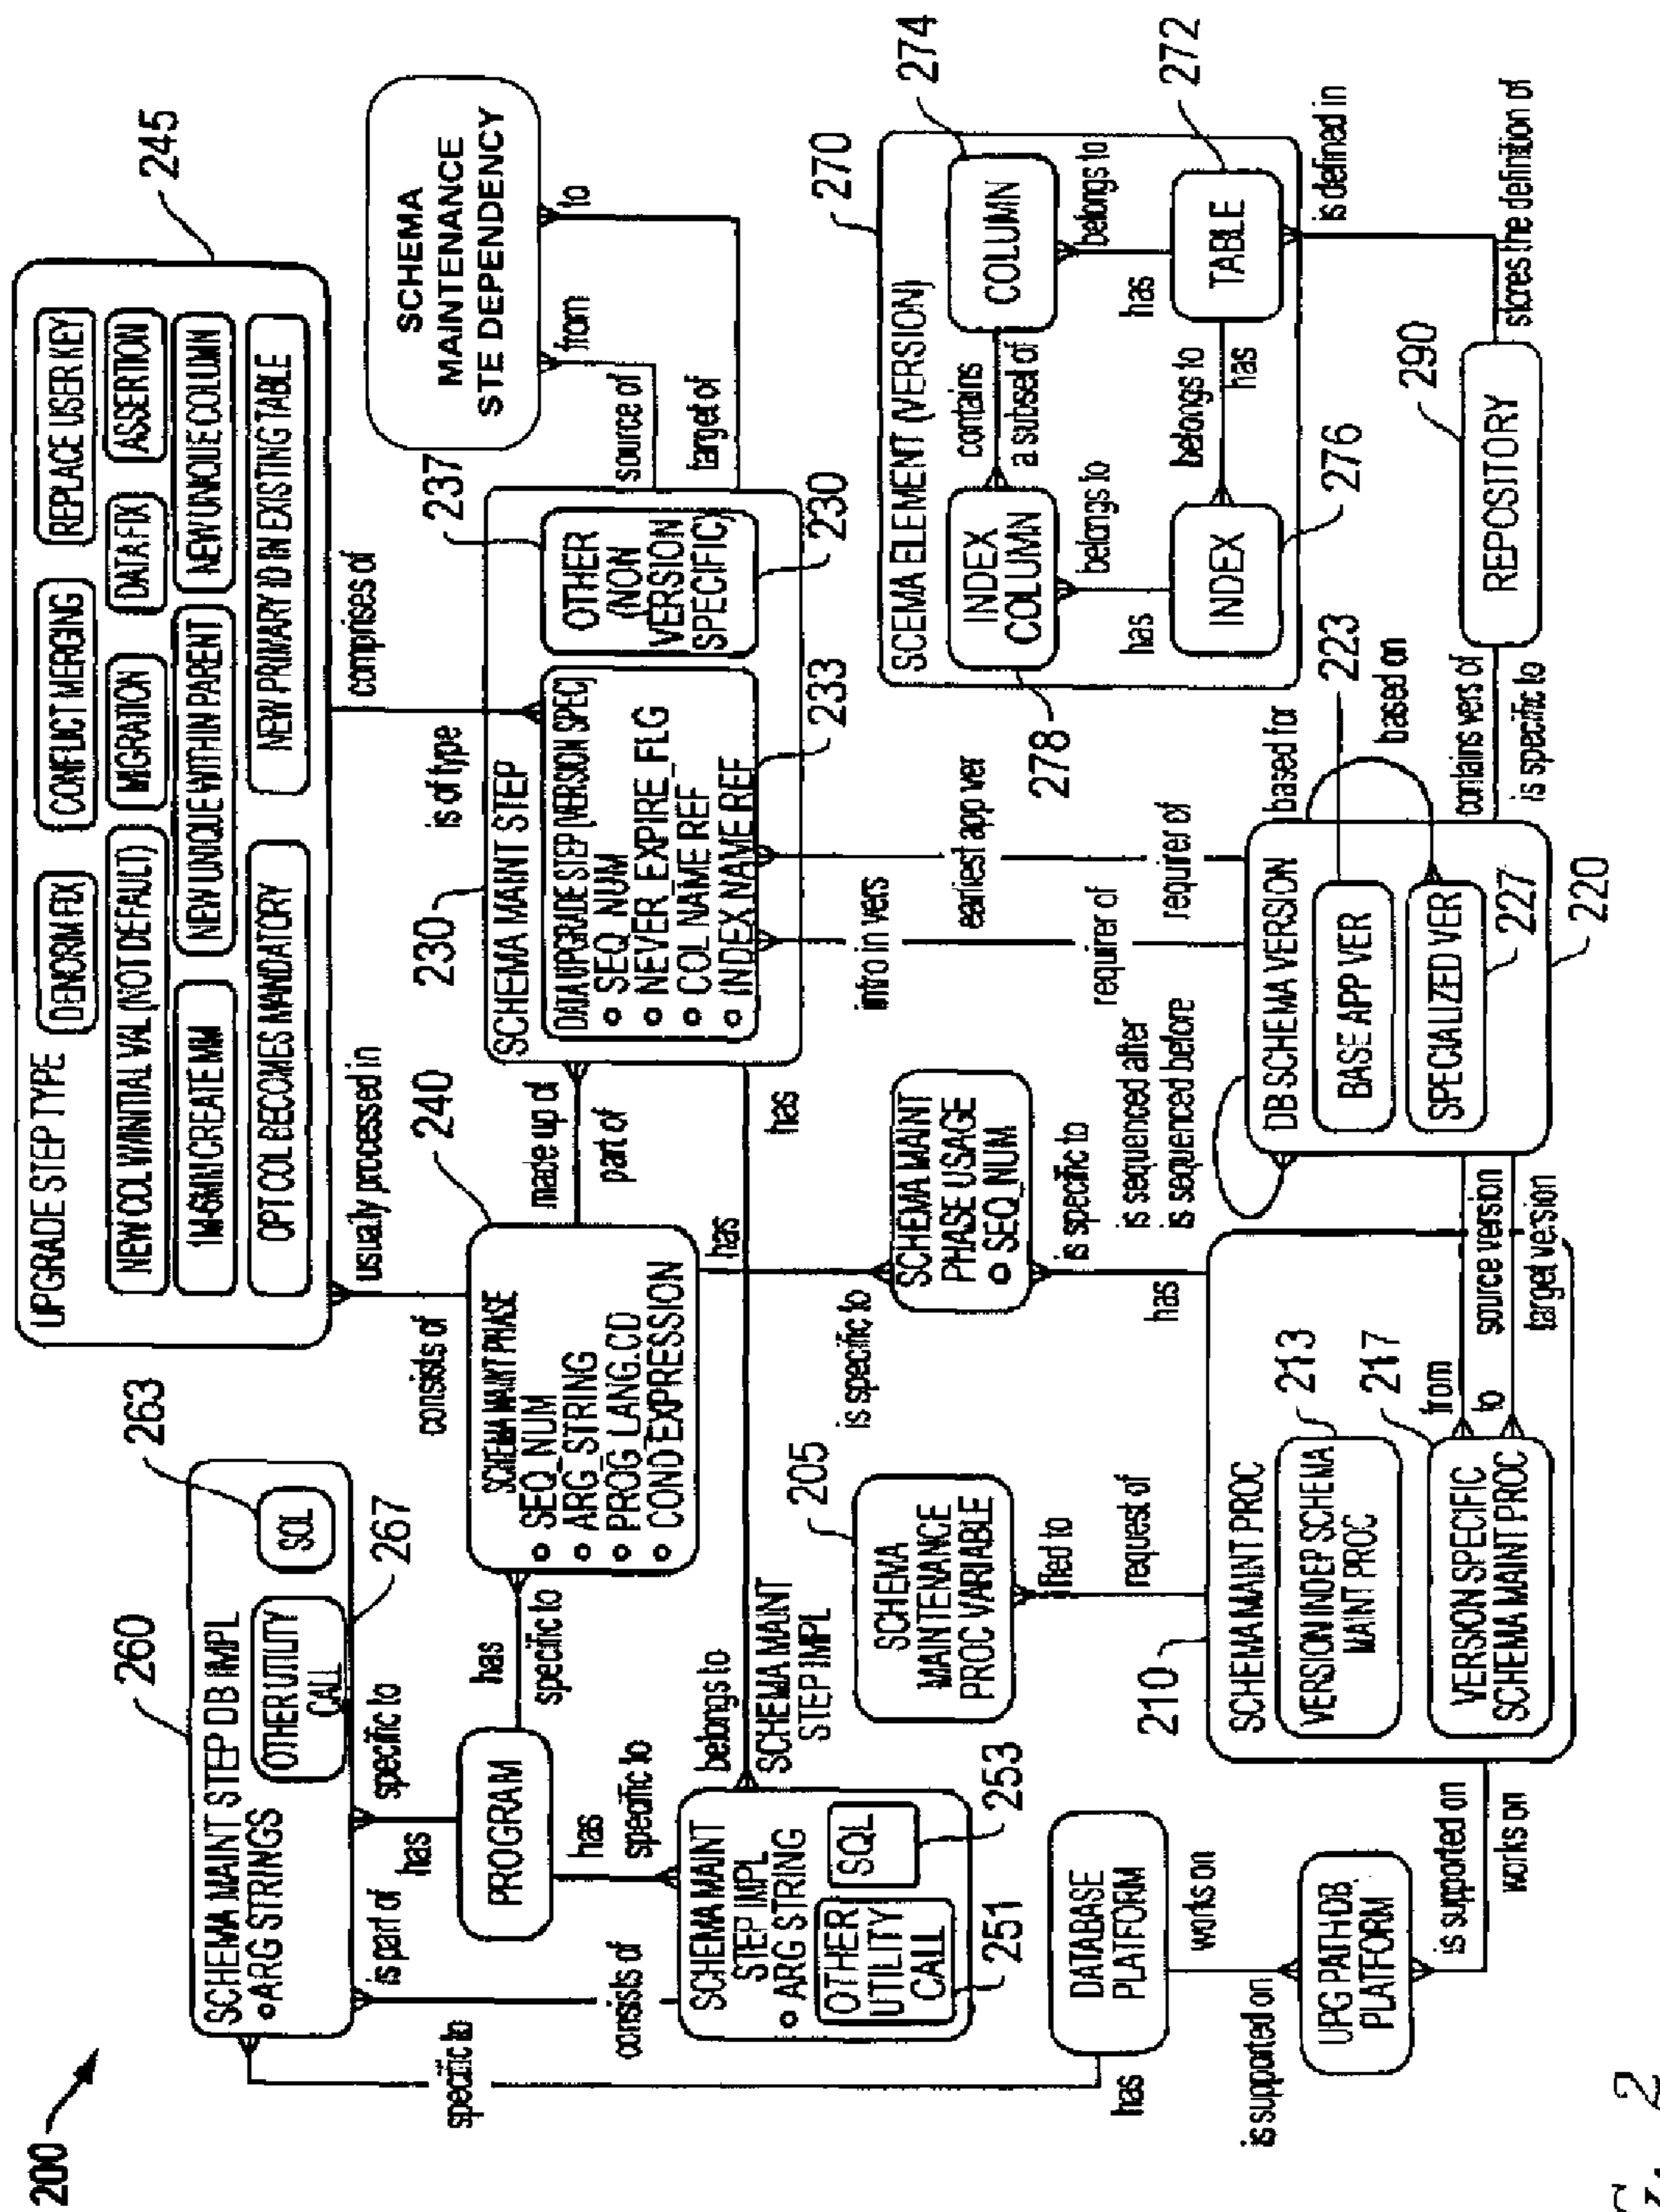 200
UPGRADE STEP TYPE
DENORM FIX
CONFLICT MERGING
REPLACE USER KEY
NEW COL W/INITIAL VAL (NOT DEFAULT)
MIGRATION
DATA FIX
ASSERTION
CREATE MM
NEW UNIQUE WITHIN PARENT
NEW UNIQUE COLUMN
OPT COL BECOMES MANDATORY
NEW PRIMARY ID IN EXISTING TABLE
245
260
SCHEMA MAINT STEP DB IMPL
ARG STRINGS
OTHER UTILITY
CALL
SQL
263
267
specific to
is part of
has
specific to
consists of
usually processed in
is of type
comprises of
PROGRAM
has
specific to
has
specific to
240
SCHEMA MAINT PHASE
SEQ_NUM
ARG_STRING
PROG LANG.CD
COND EXPRESSION
made up of
part of
has
230
SCHEMA MAINT STEP
DATA UPGRADE STEP (VERSION SPEC)
SEQ_NUM
NEVER_EXPIRE_FLG
COL NAME REF
INDEX NAME REF
233
OTHER
(NON
VERSION
SPECIFIC)
237
230
source of
target of
from
to
SCHEMA
MAINTENANCE
STE DEPENDENCY
consists of
SCHEMA MAINT
STEP IMPL
ARG STRING
OTHER
UTILITY
CALL
251
SQL
253
belongs to
SCHEMA MAINT
STEP IMPL
has
205
SCHEMA
MAINTENANCE
PROC VARIABLE
filed to
request of
is specific to
SCHEMA MAINT
PHASE USAGE
SEQ_NUM
is specific to
has
intro in vers
earliest app ver
requirer of
requirer of
is sequenced after
is sequenced before
SCEMA ELEMENT (VERSION)
270
INDEX
COLUMN
278
contains
a subset of
COLUMN
274
belongs to
has
belongs to
has
INDEX
276
belongs to
has
TABLE
272
is defined in
stores the definition of
has
DATABASE
PLATFORM
works on
is supported on
UPG PATH DB
PLATFORM
is supported on
works on
210
SCHEMA MAINT PROC
VERSION INDEP SCHEMA
MAINT PROC
213
VERSION SPECIFIC
SCHEMA MAINT PROC
217
from
to
source version
target version
DB SCHEMA VERSION
BASE APP VER
223
SPECIALIZED VER
227
220
based for
based on
contains vers of
is specific to
REPOSITORY
290